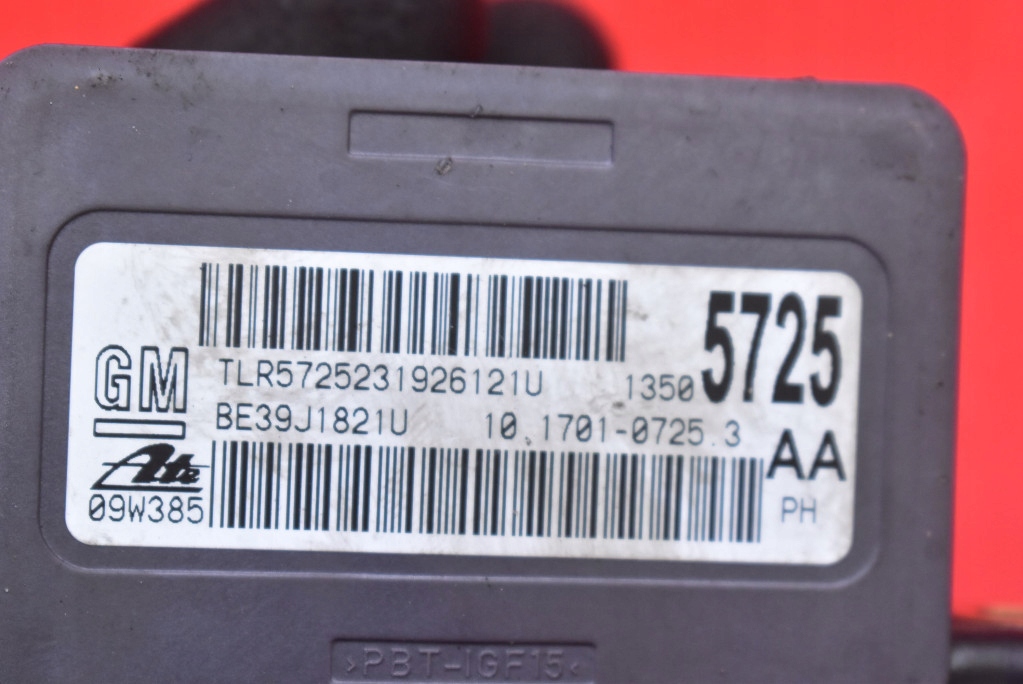 TLR5725231926121U 1350 5725
GM
BE39J1821U 10.1701-0725.3
AA
Ate
09W385
PH
>PBT-IGF15<